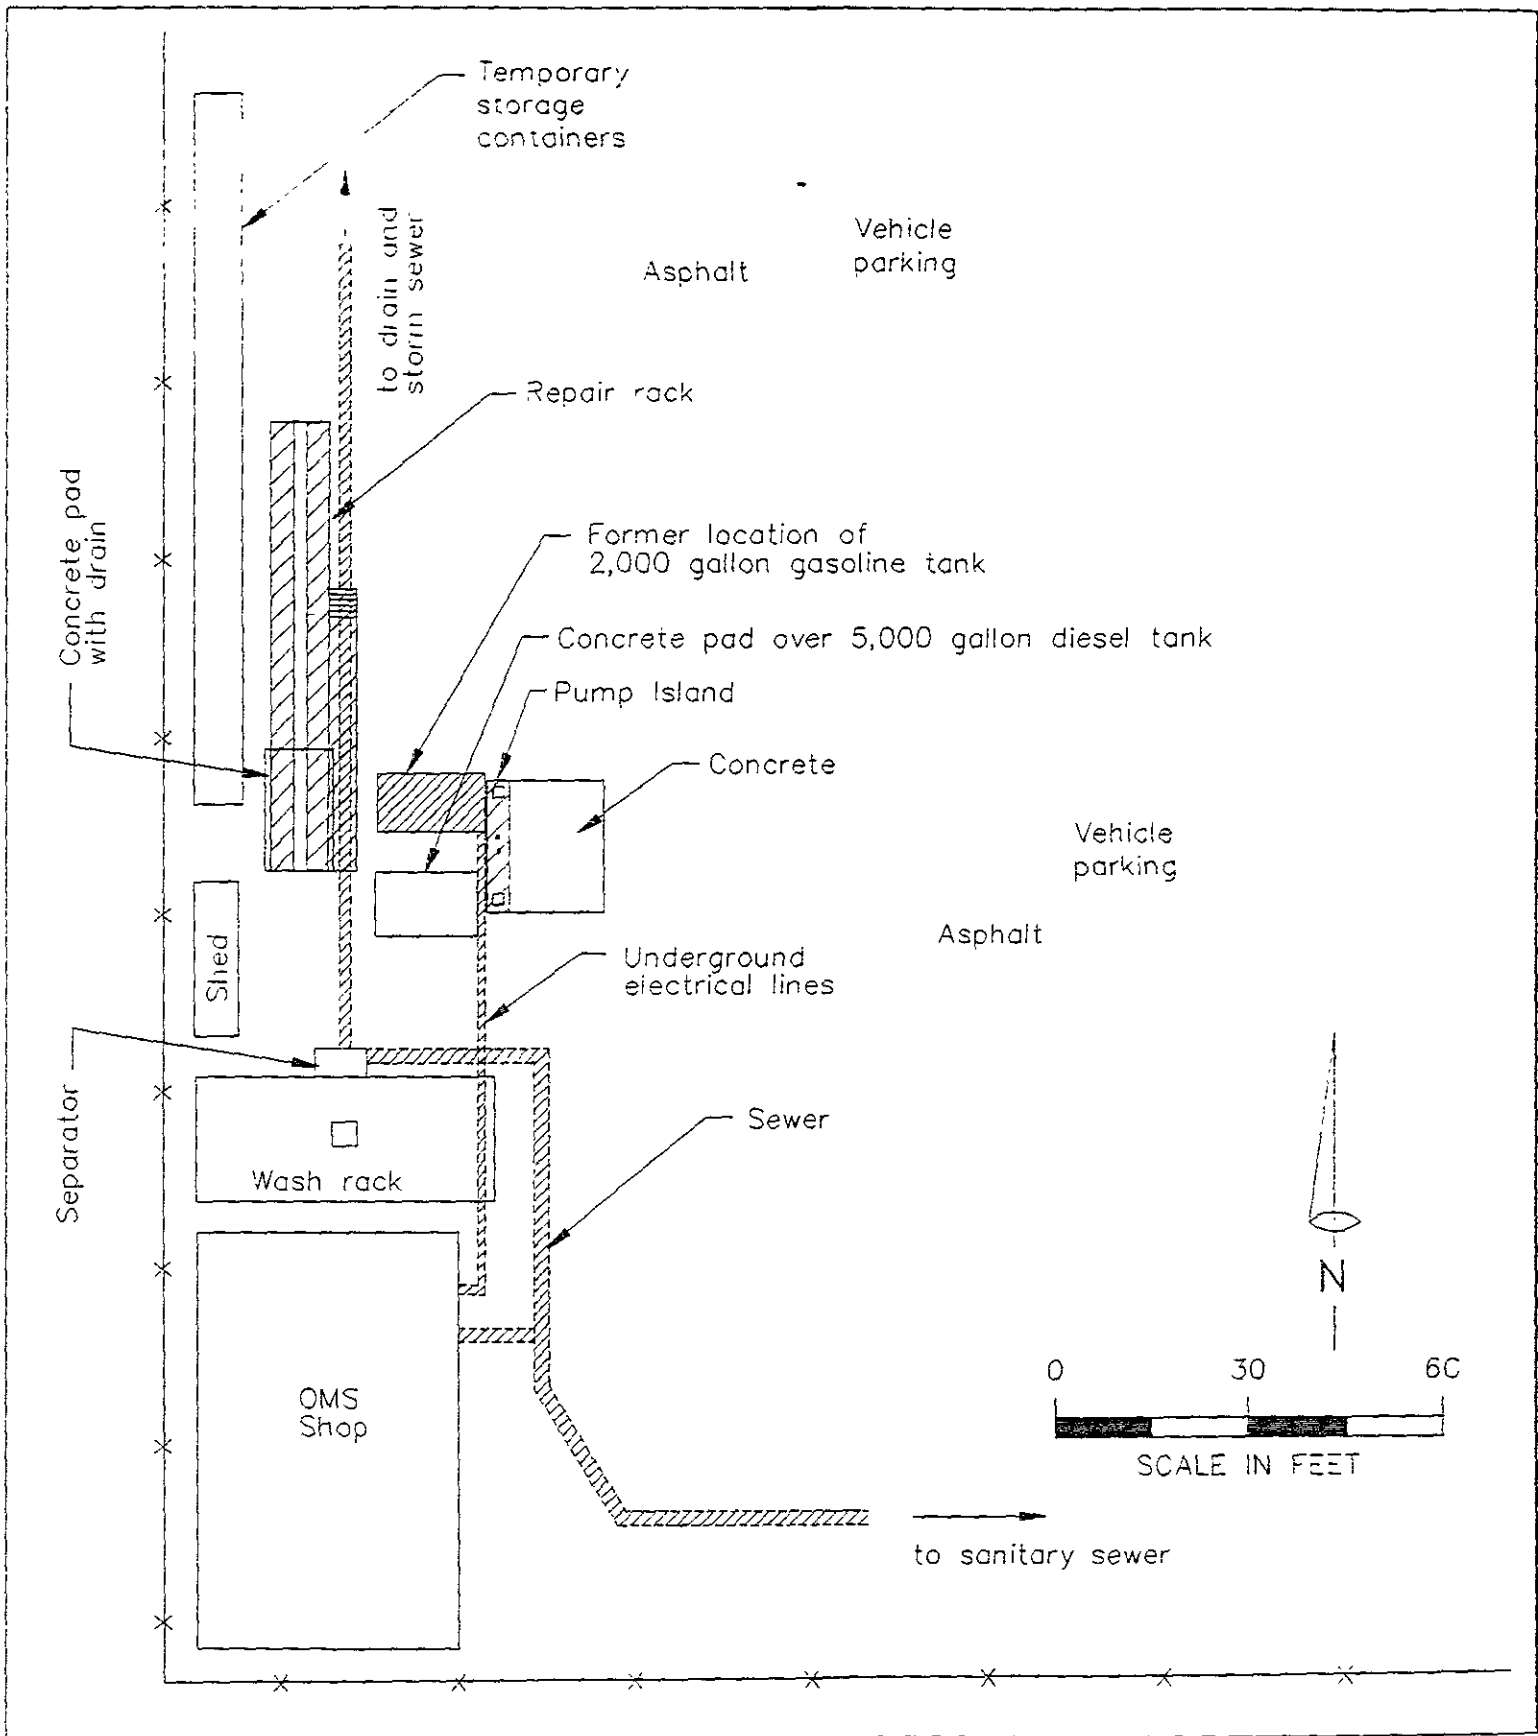 Temporary
storage
containers
to drain and
storm sewer
Vehicle
parking
Asphalt
Repair rack
Concrete pad
with drain
Former location of
2,000 gallon gasoline tank
Concrete pad over 5,000 gallon diesel tank
Pump Island
Concrete
Vehicle
parking
Asphalt
Shed
Underground
electrical lines
Separator
Sewer
Wash rack
N
OMS
Shop
0 30 60
SCALE IN FEET
to sanitary sewer